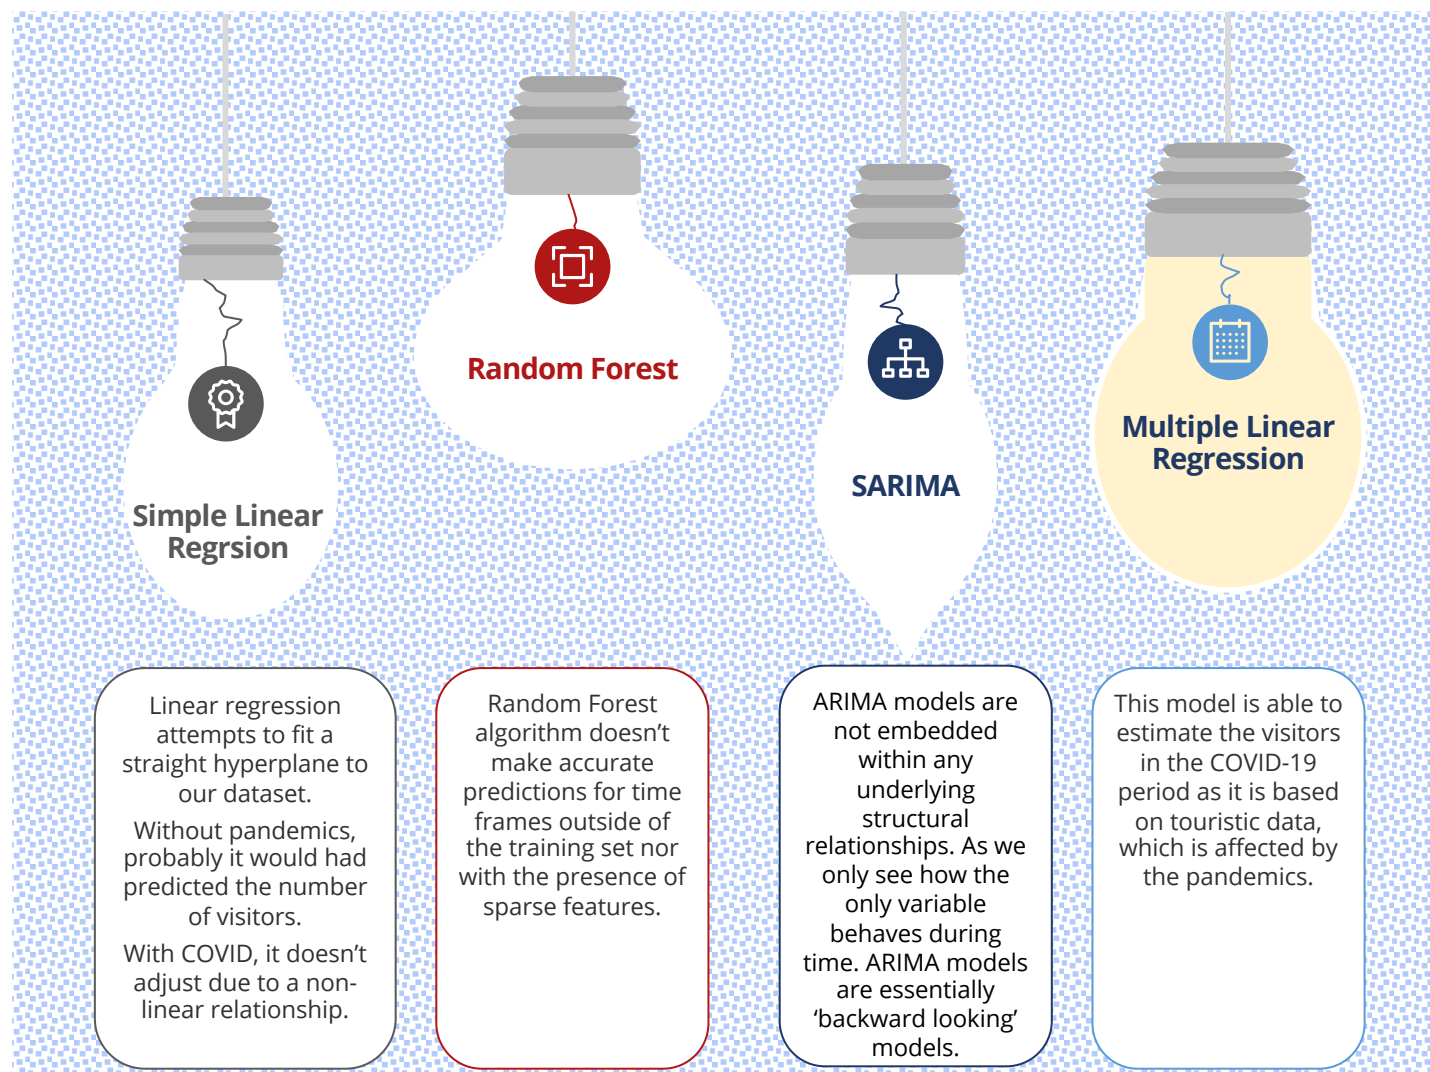 Simple Linear
Regrsion
Random Forest
SARIMA
Multiple Linear
Regression
Linear regression
attempts to fit a
straight hyperplane to
our dataset.
Without pandemics,
probably it would had
predicted the number
of visitors.
With COVID, it doesn’t
adjust due to a non-
linear relationship.
Random Forest
algorithm doesn’t
make accurate
predictions for time
frames outside of
the training set nor
with the presence of
sparse features.
ARIMA models are
not embedded
within any
underlying
structural
relationships. As we
only see how the
only variable
behaves during
time. ARIMA models
are essentially
‘backward looking’
models.
This model is able to
estimate the visitors
in the COVID-19
period as it is based
on touristic data,
which is affected by
the pandemics.